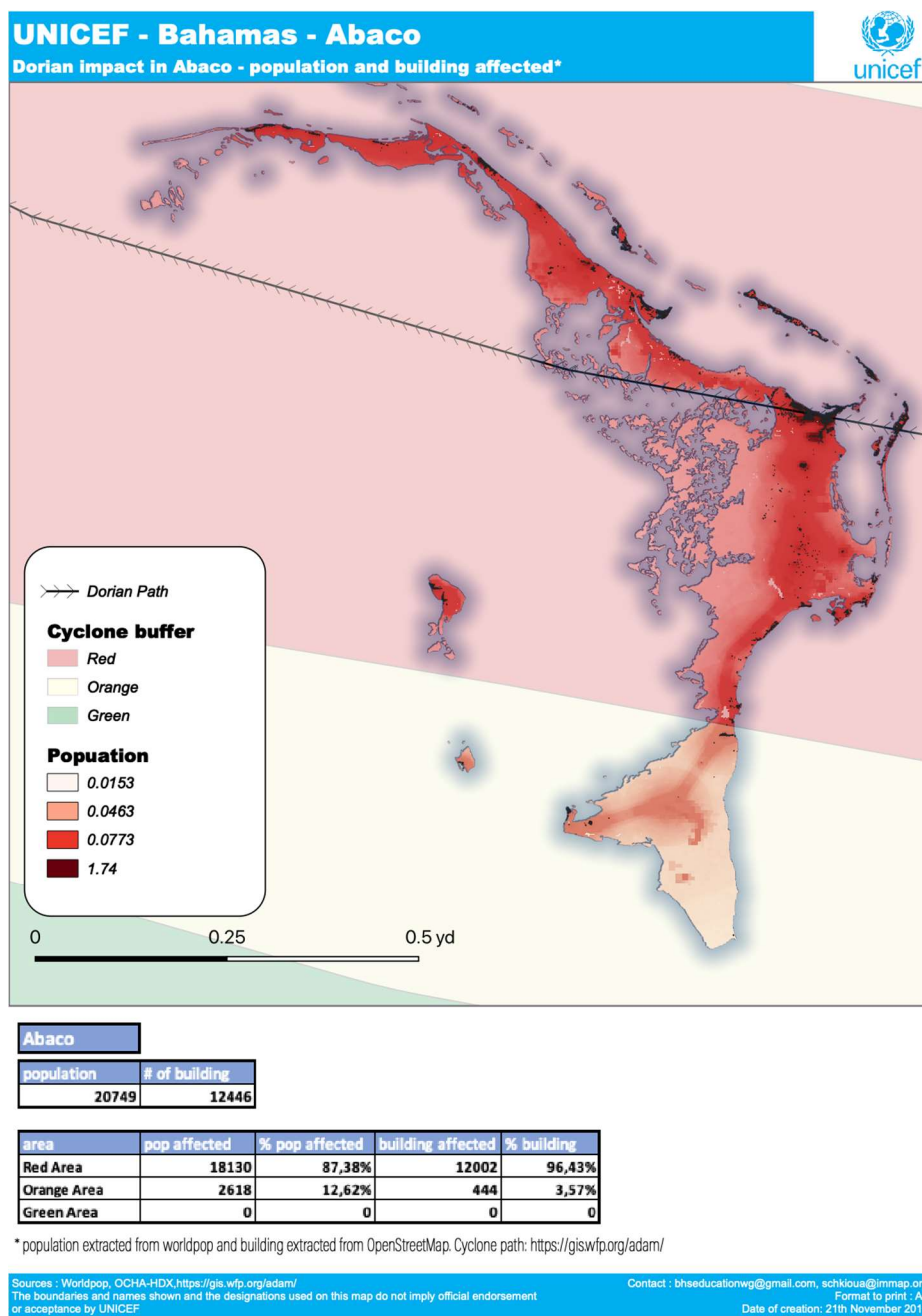 UNICEF - Bahamas - Abaco
Dorian impact in Abaco - population and building affected*
unicef
Dorian Path
Cyclone buffer
Red
Orange
Green
Popuation
0.0153
0.0463
0.0773
1.74
0 0.25 0.5 yd
Abaco
population # of building
20749 12446
area pop affected % pop affected building affected % building
Red Area 18130 87,38% 12002 96,43%
Orange Area 2618 12,62% 444 3,57%
Green Area 0 0 0 0
* population extracted from worldpop and building extracted from OpenStreetMap. Cyclone path: https://gis.wfp.org/adam/
Sources : Worldpop, OCHA-HDX,https://gis.wfp.org/adam/
The boundaries and names shown and the designations used on this map do not imply official endorsement
or acceptance by UNICEF
Contact : bhseducationwg@gmail.com, schkioua@immap.or
Format to print :
Date of creation: 21th November 201